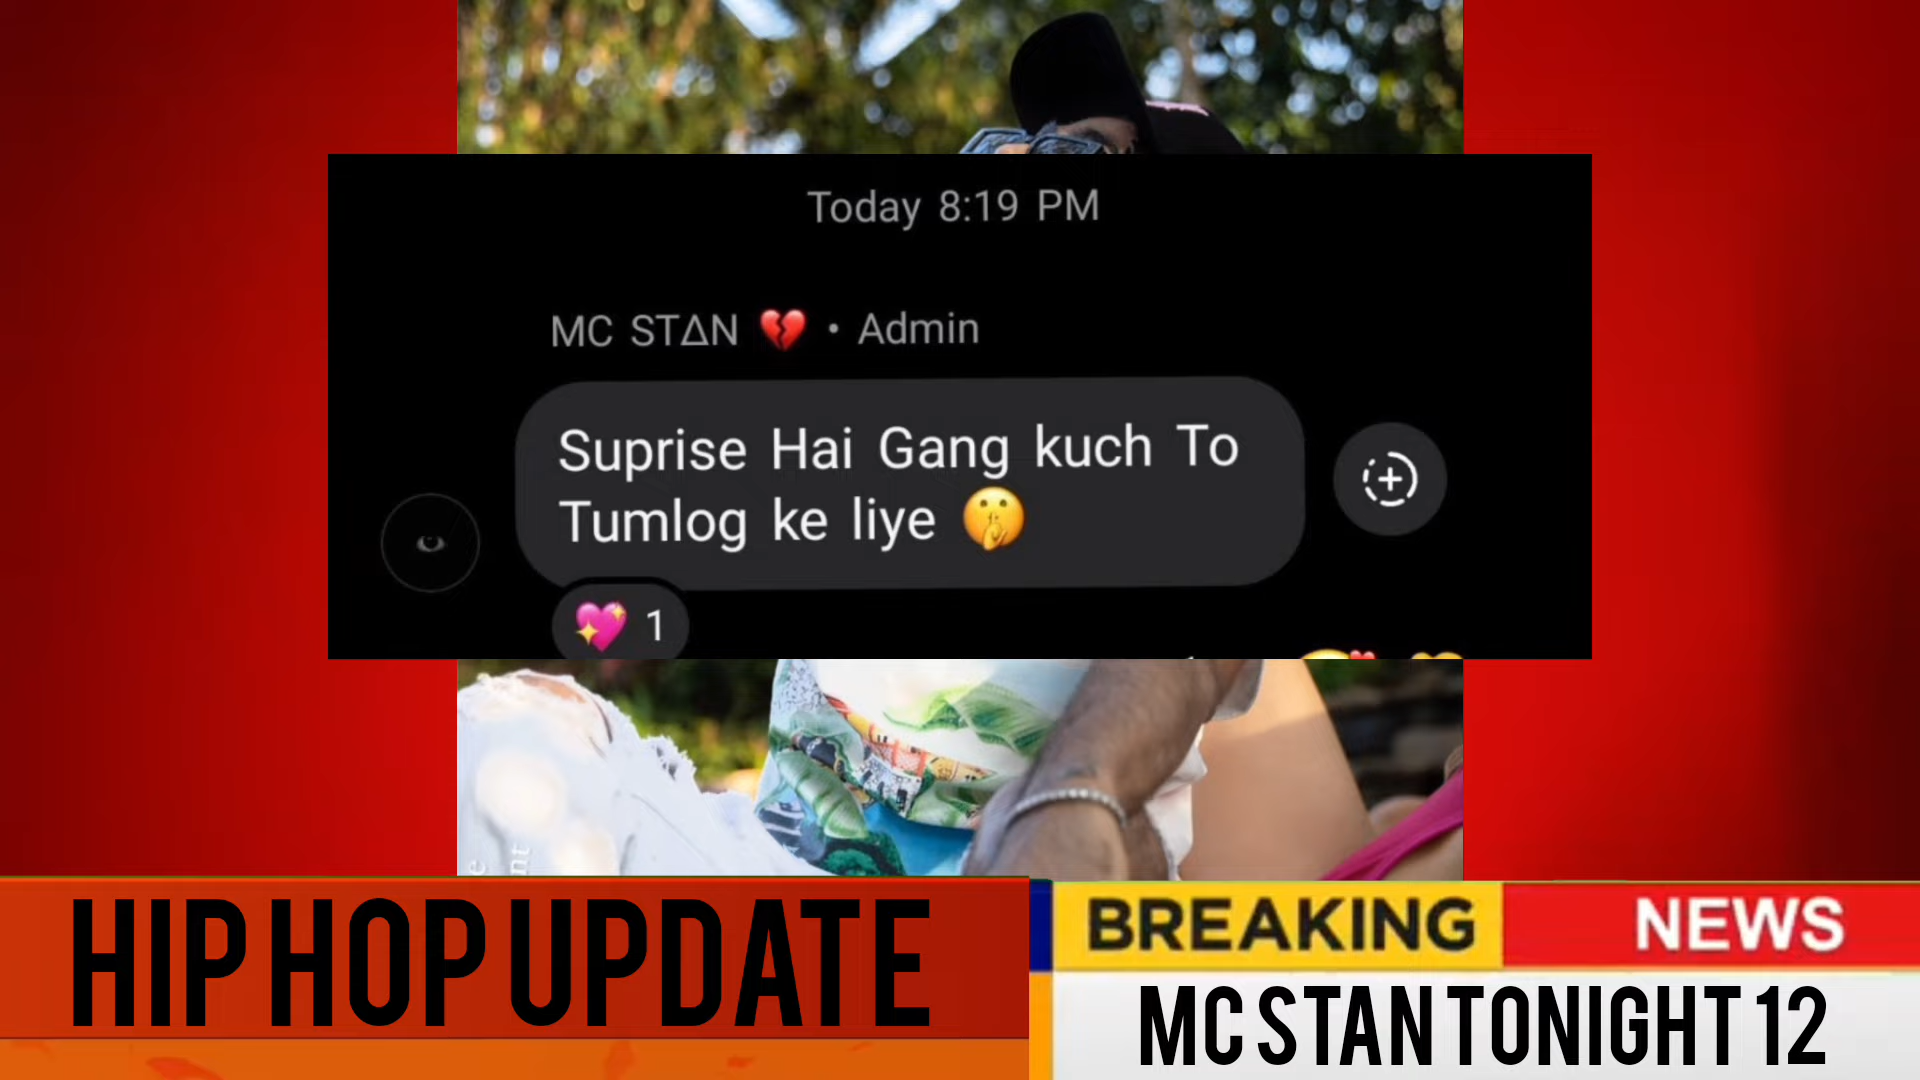 Today 8:19 PM
MC STΔN 💔 • Admin
Suprise Hai Gang kuch To
Tumlog ke liye 🤫
💖 1
HIP HOP UPDATE
BREAKING NEWS
MC STAN TONIGHT 12